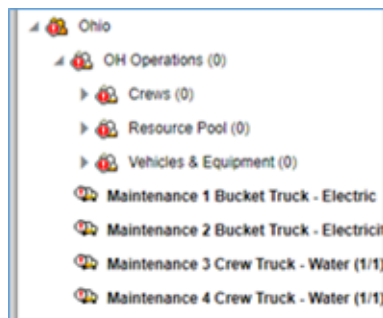 Ohio
OH Operations (0)
Crews (0)
Resource Pool (0)
Vehicles & Equipment (0)
Maintenance 1 Bucket Truck - Electric
Maintenance 2 Bucket Truck - Electricit
Maintenance 3 Crew Truck - Water (1/1)
Maintenance 4 Crew Truck - Water (1/1)